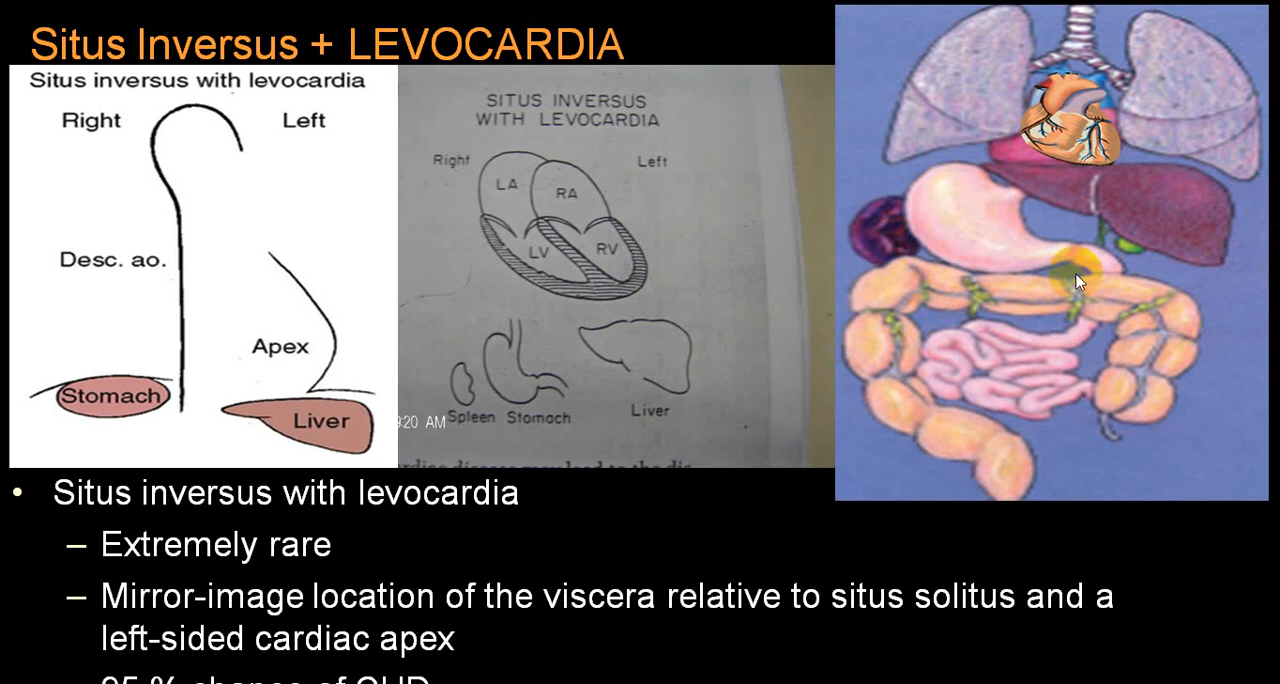 Situs Inversus + LEVOCARDIA
Situs inversus with levocardia
Right
Left
Desc. ao.
Apex
Stomach
Liver
SITUS INVERSUS
WITH LEVOCARDIA
Right
Left
LA
RA
LV
RV
Spleen
Stomach
Liver
:20 AM
• Situs inversus with levocardia
– Extremely rare
– Mirror-image location of the viscera relative to situs solitus and a
left-sided cardiac apex